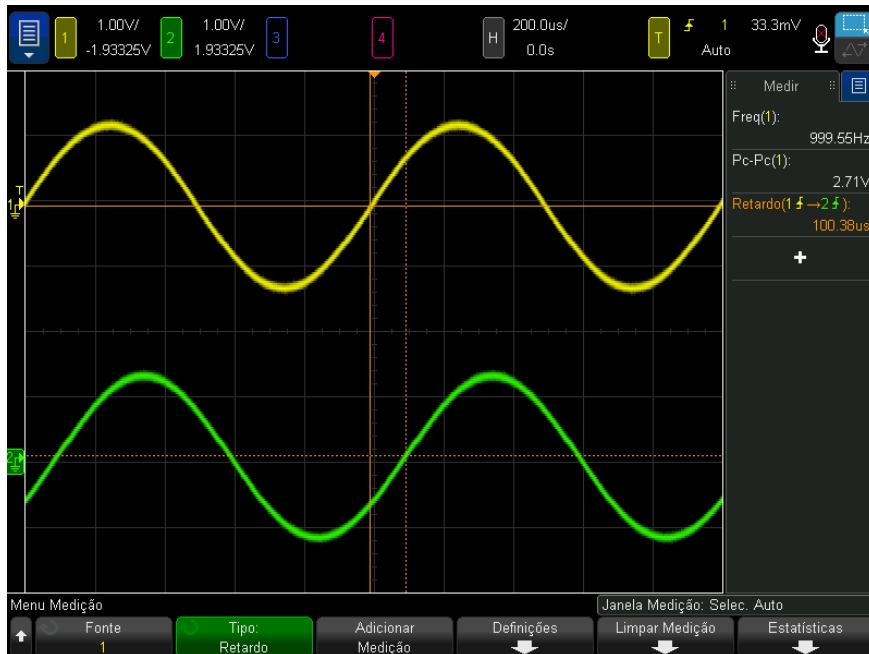 1 1.00V/ -1.93325V
2 1.00V/ 1.93325V
3
4
H 200.0us/ 0.0s
T 1 33.3mV Auto
Medir
Freq(1):
999.55Hz
Pc-Pc(1):
2.71V
Retardo(1→2):
100.38us
+
T
1
2
Menu Medição
Janela Medição: Selec. Auto
Fonte
1
Tipo:
Retardo
Adicionar
Medição
Definições
Limpar Medição
Estatísticas